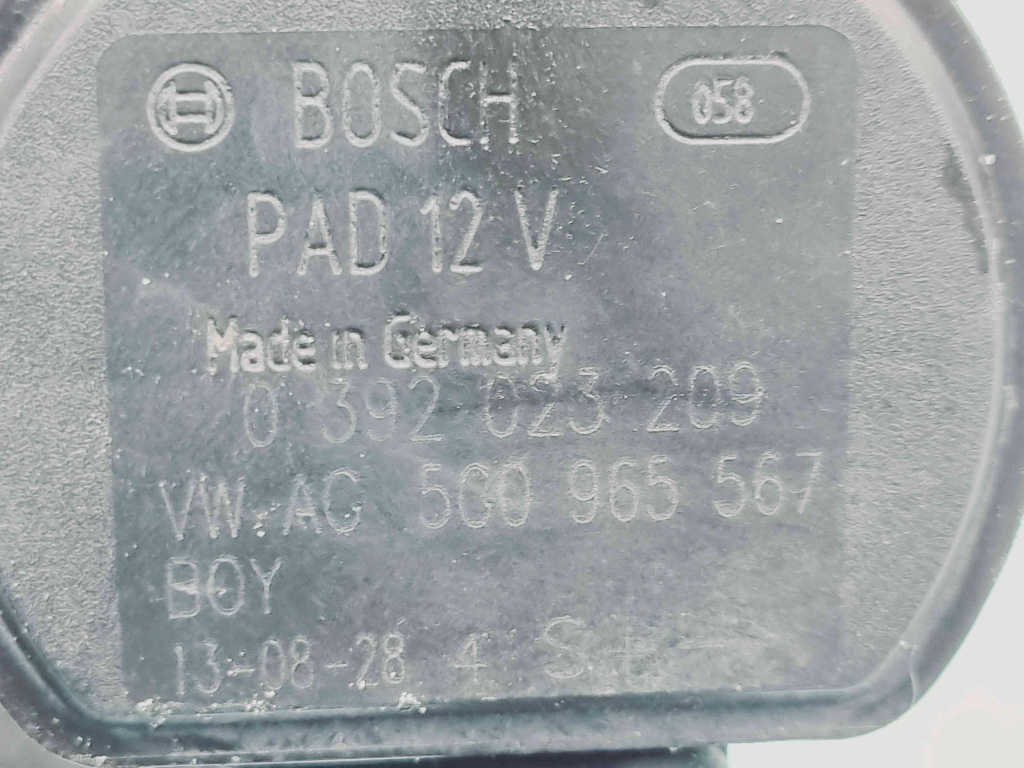 BOSCH 058
PAD 12 V
Made in Germany
0 392 023 209
VW AG 5G0 965 567
BOY
13-08-28 4 S + -